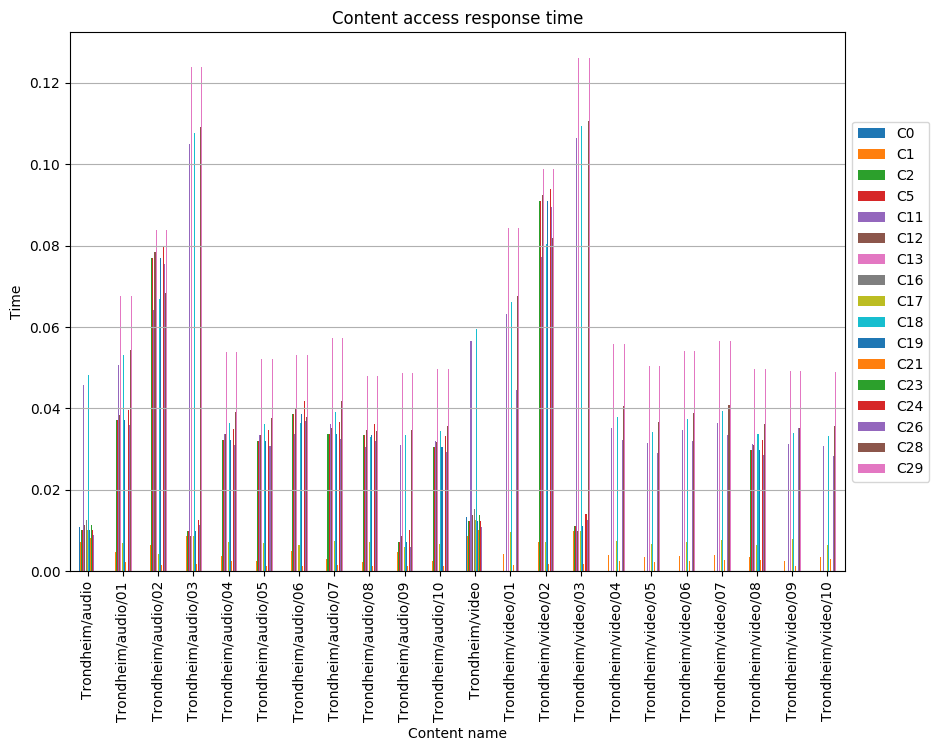 Content access response time
Time
0.12
0.10
0.08
0.06
0.04
0.02
0.00
Trondheim/audio
Trondheim/audio/01
Trondheim/audio/02
Trondheim/audio/03
Trondheim/audio/04
Trondheim/audio/05
Trondheim/audio/06
Trondheim/audio/07
Trondheim/audio/08
Trondheim/audio/09
Trondheim/audio/10
Trondheim/video
Trondheim/video/01
Trondheim/video/02
Trondheim/video/03
Trondheim/video/04
Trondheim/video/05
Trondheim/video/06
Trondheim/video/07
Trondheim/video/08
Trondheim/video/09
Trondheim/video/10
Content name
C0
C1
C2
C5
C11
C12
C13
C16
C17
C18
C19
C21
C23
C24
C26
C28
C29